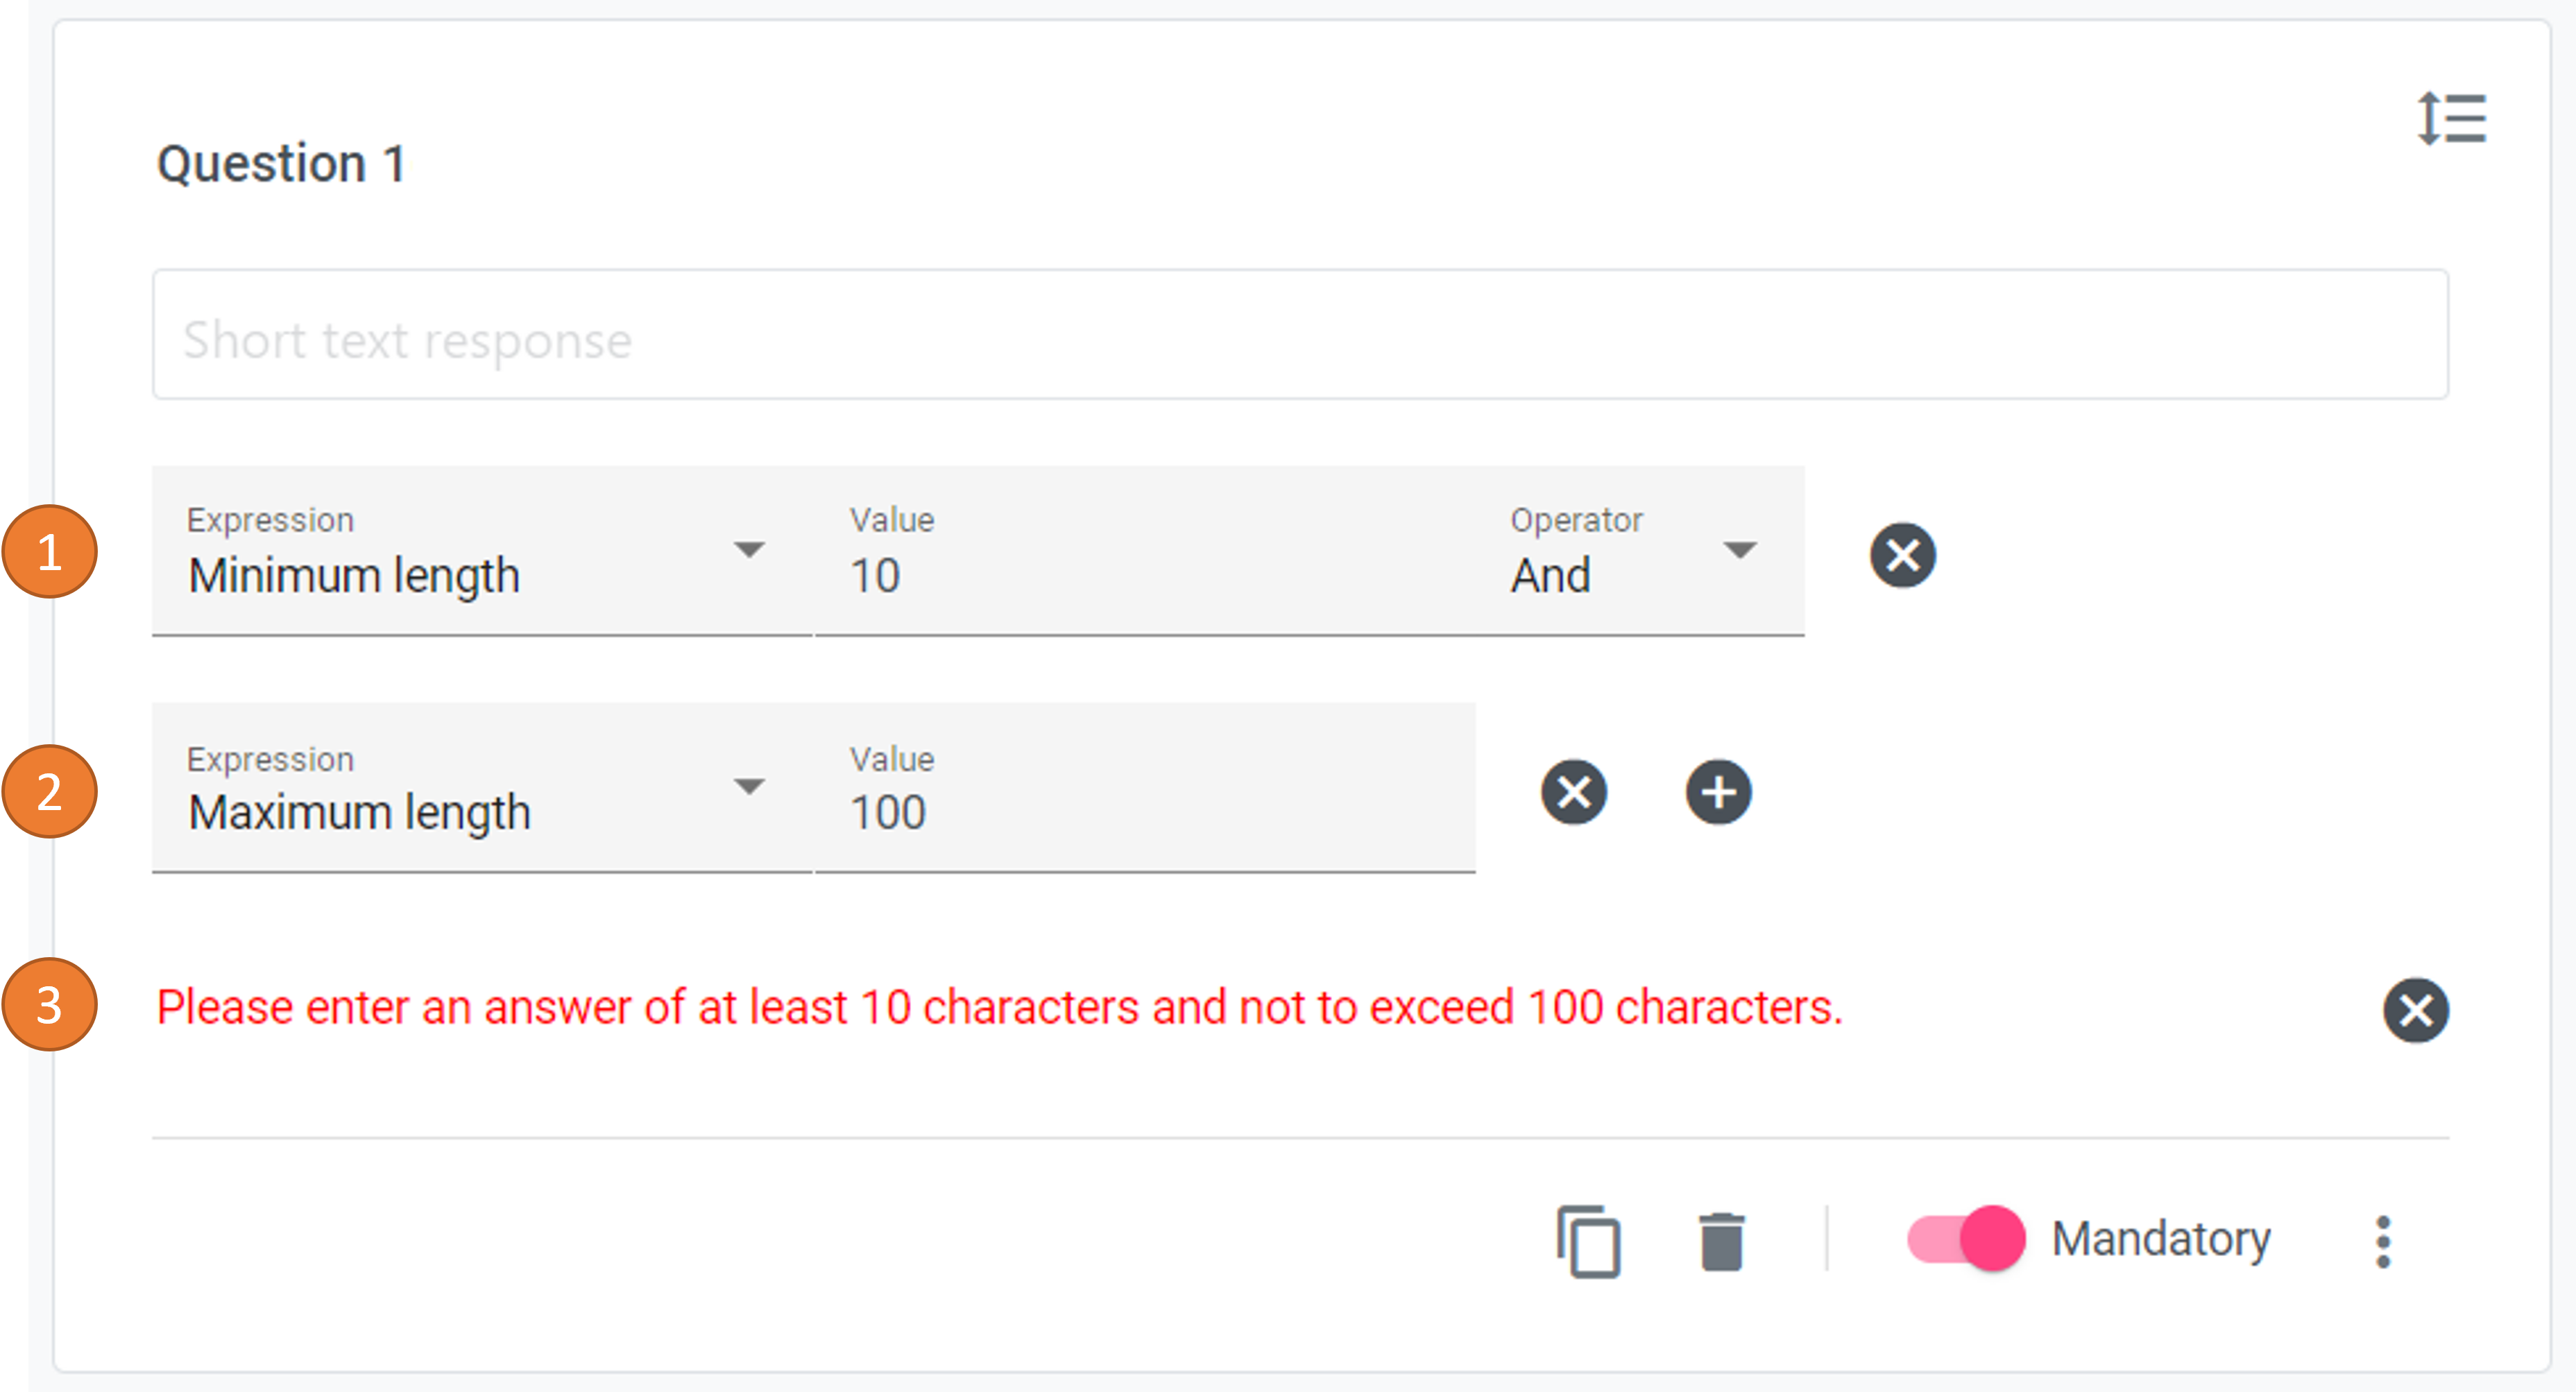 Question 1
Short text response
1
Expression Value Operator
Minimum length 10 And
2
Expression Value
Maximum length 100
3
Please enter an answer of at least 10 characters and not to exceed 100 characters.
Mandatory